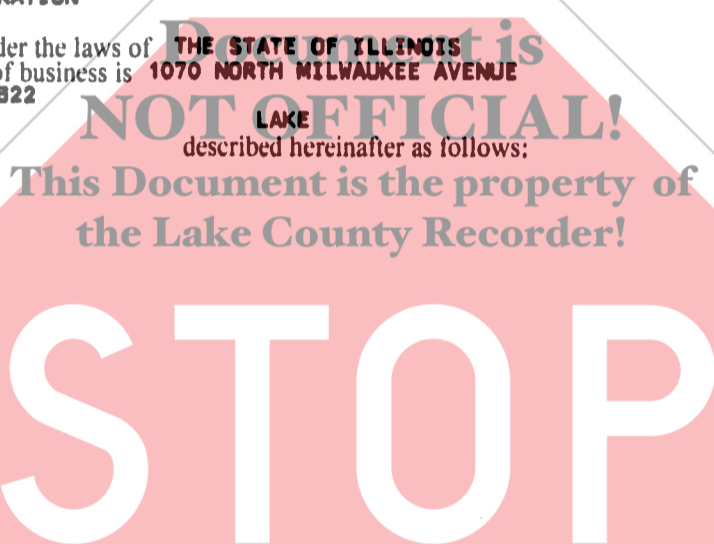 der the laws of THE STATE OF ILLINOIS
of business is 1070 NORTH MILWAUKEE AVENUE
Document is
NOT OFFICIAL!
LAKE
described hereinafter as follows:
This Document is the property of
the Lake County Recorder!
STOP